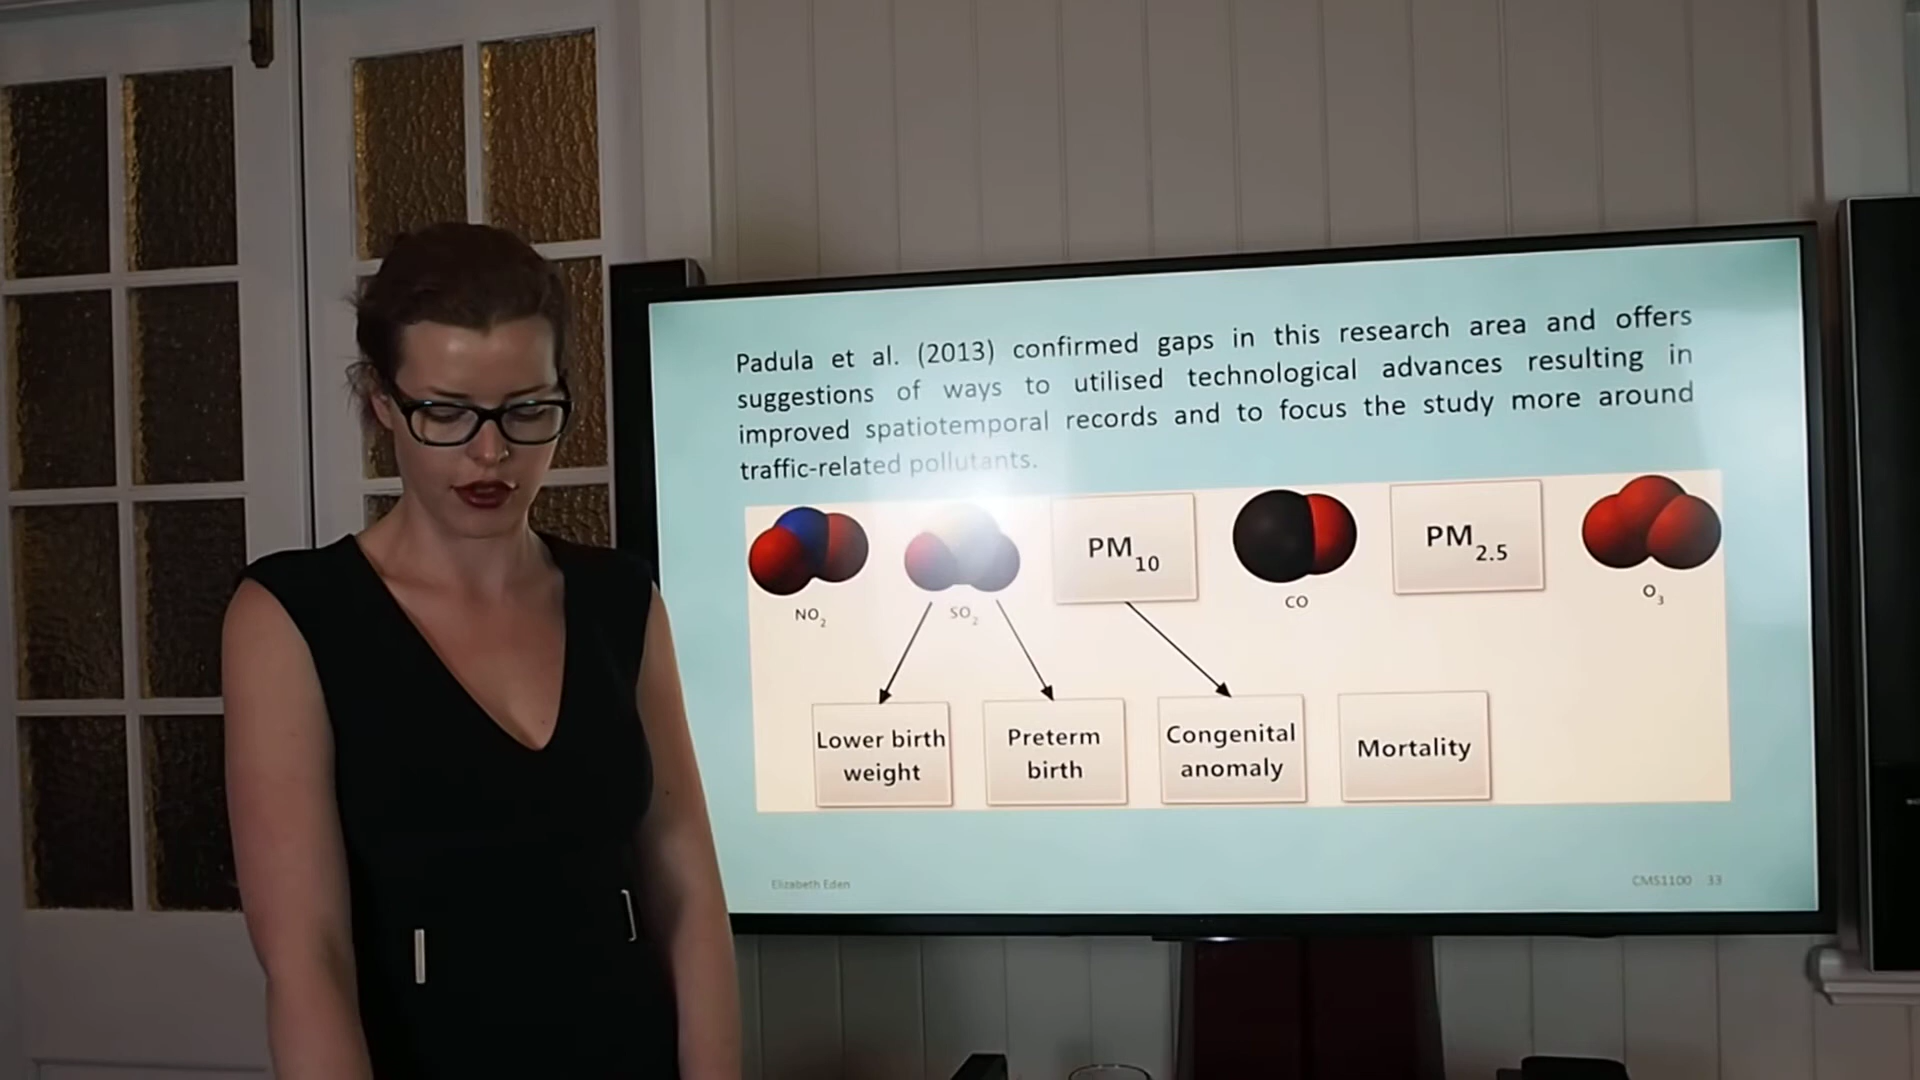 Padula et al. (2013) confirmed gaps in this research area and offers
suggestions of ways to utilised technological advances resulting in
improved spatiotemporal records and to focus the study more around
traffic-related pollutants.
PM10
PM2.5
NO2
SO2
CO
O3
Lower birth
weight
Preterm
birth
Congenital
anomaly
Mortality
Elizabeth Eden
CMS1100 33